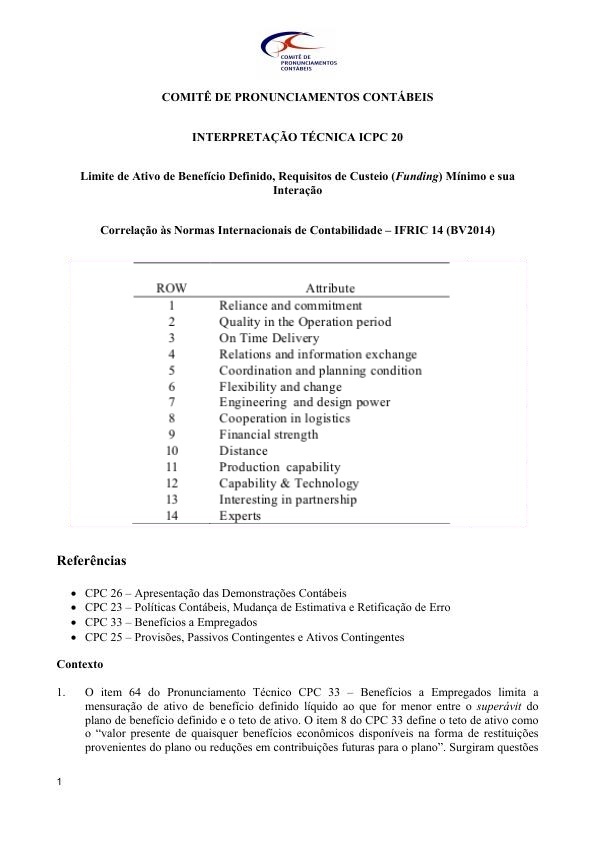 COMITÊ DE
PRONUNCIAMENTOS
CONTÁBEIS
COMITÊ DE PRONUNCIAMENTOS CONTÁBEIS
INTERPRETAÇÃO TÉCNICA ICPC 20
Limite de Ativo de Benefício Definido, Requisitos de Custeio (Funding) Mínimo e sua
Interação
Correlação às Normas Internacionais de Contabilidade – IFRIC 14 (BV2014)
ROW Attribute
1 Reliance and commitment
2 Quality in the Operation period
3 On Time Delivery
4 Relations and information exchange
5 Coordination and planning condition
6 Flexibility and change
7 Engineering and design power
8 Cooperation in logistics
9 Financial strength
10 Distance
11 Production capability
12 Capability & Technology
13 Interesting in partnership
14 Experts
Referências
• CPC 26 – Apresentação das Demonstrações Contábeis
• CPC 23 – Políticas Contábeis, Mudança de Estimativa e Retificação de Erro
• CPC 33 – Benefícios a Empregados
• CPC 25 – Provisões, Passivos Contingentes e Ativos Contingentes
Contexto
1. O item 64 do Pronunciamento Técnico CPC 33 – Benefícios a Empregados limita a
mensuração de ativo de benefício definido líquido ao que for menor entre o superávit do
plano de benefício definido e o teto de ativo. O item 8 do CPC 33 define o teto de ativo como
o “valor presente de quaisquer benefícios econômicos disponíveis na forma de restituições
provenientes do plano ou reduções em contribuições futuras para o plano”. Surgiram questões
1